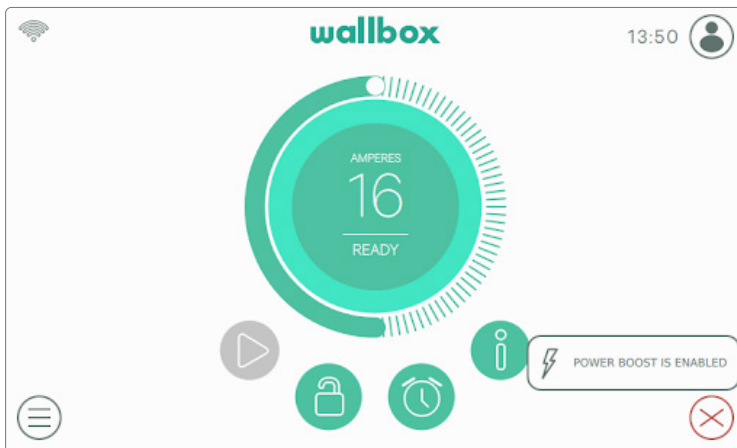 wallbox
13:50
AMPERES
16
READY
POWER BOOST IS ENABLED